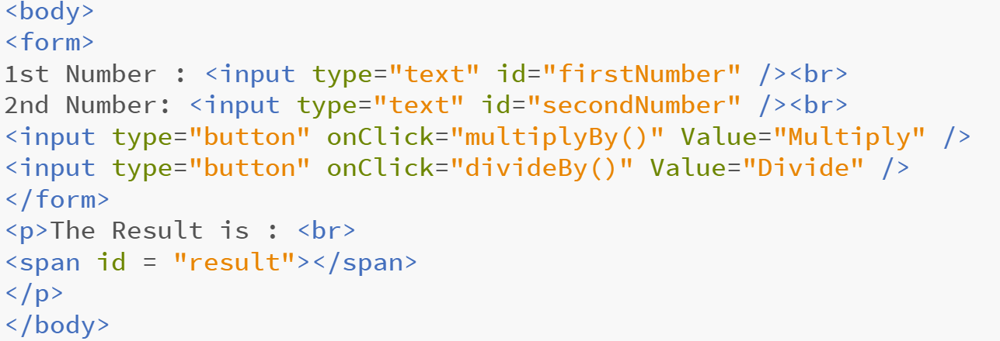 <body>
<form>
1st Number : <input type="text" id="firstNumber" /><br>
2nd Number: <input type="text" id="secondNumber" /><br>
<input type="button" onClick="multiplyBy()" Value="Multiply" />
<input type="button" onClick="divideBy()" Value="Divide" />
</form>
<p>The Result is : <br>
<span id = "result"></span>
</p>
</body>